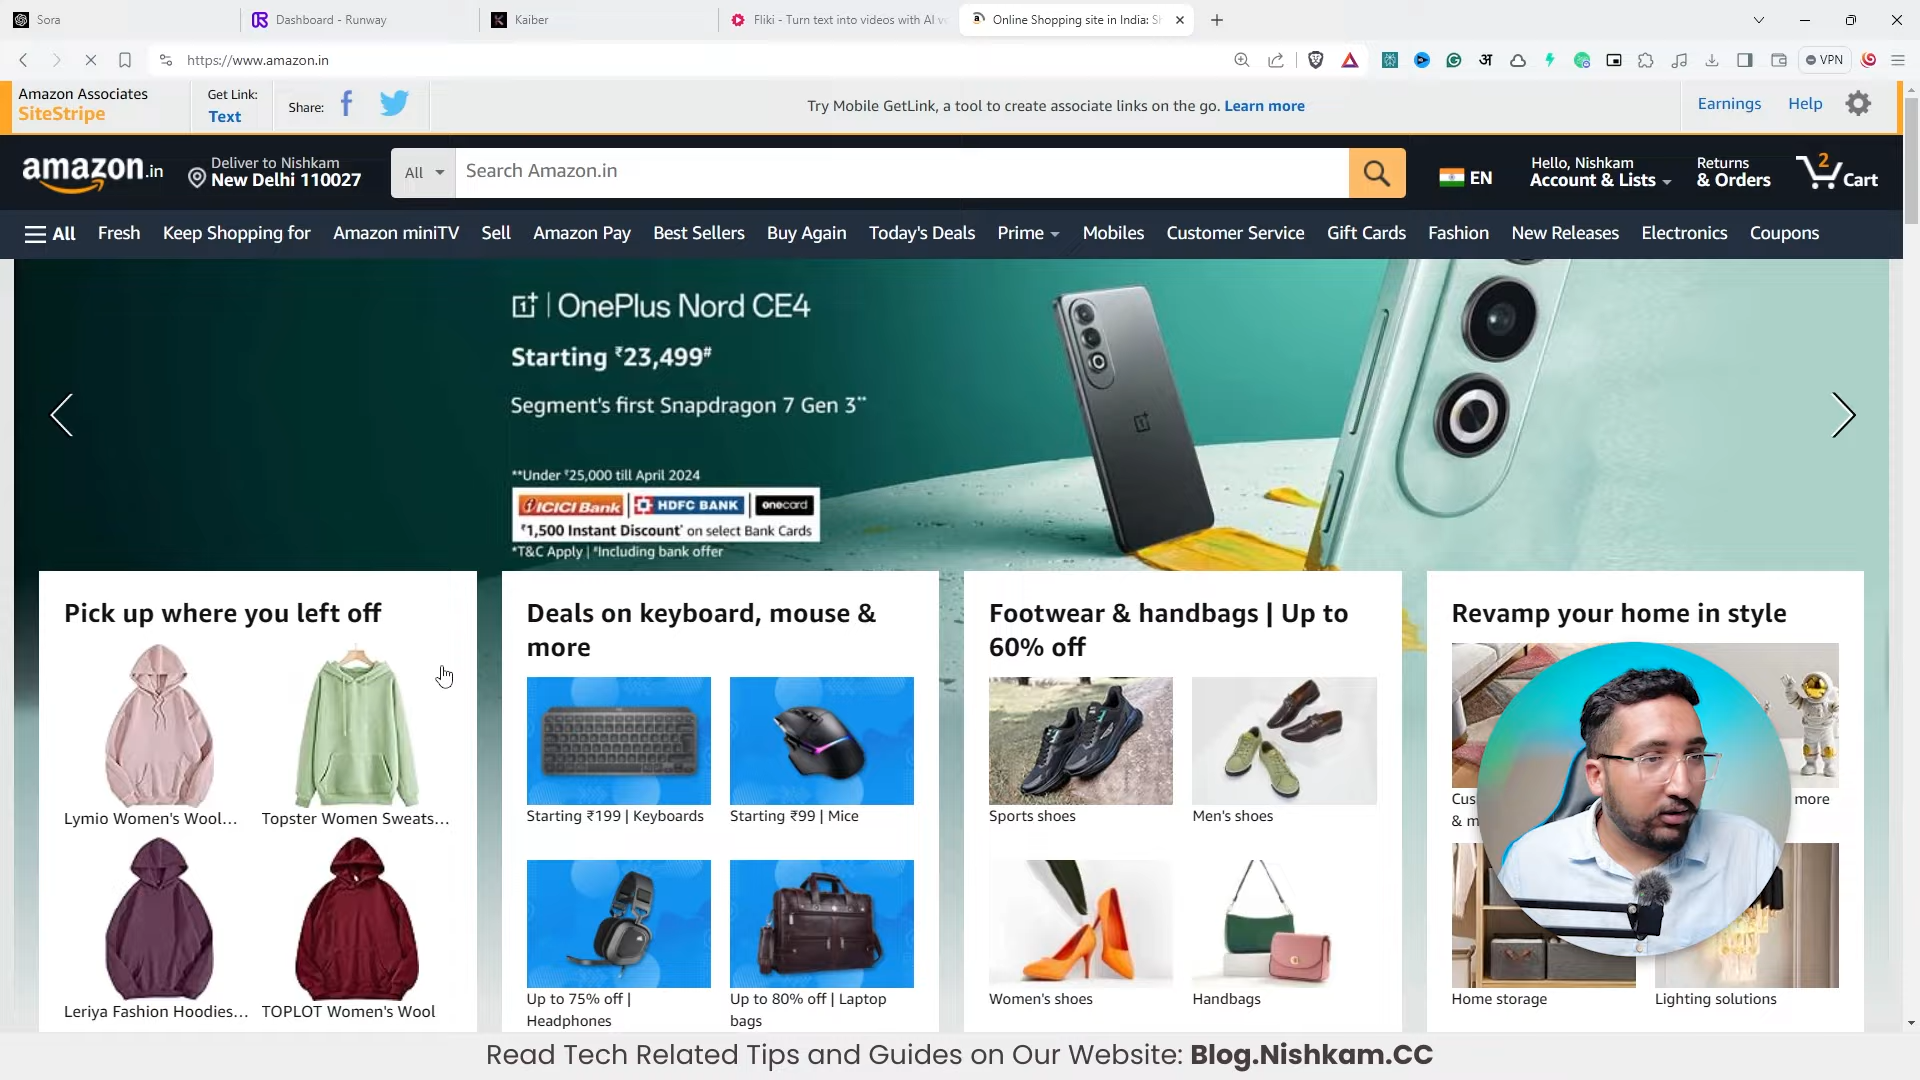 Sora
Dashboard - Runway
Kaiber
Fliki - Turn text into videos with AI
Online Shopping site in India:
https://www.amazon.in
VPN
Amazon Associates
SiteStripe
Get Link:
Text
Share:
Try Mobile GetLink, a tool to create associate links on the go. Learn more
Earnings
Help
amazon.in
Deliver to Nishkam
New Delhi 110027
All
Search Amazon.in
EN
Hello, Nishkam
Account & Lists
Returns
& Orders
2
Cart
All Fresh Keep Shopping for Amazon miniTV Sell Amazon Pay Best Sellers Buy Again Today's Deals Prime Mobiles Customer Service Gift Cards Fashion New Releases Electronics Coupons
OnePlus Nord CE4
Starting ₹23,499#
Segment's first Snapdragon 7 Gen 3**
**Under ₹25,000 till April 2024
ICICI Bank HDFC BANK onecard
₹1,500 Instant Discount* on select Bank Cards
*T&C Apply | #Including bank offer
Pick up where you left off
Lymio Women's Wool...
Topster Women Sweats...
Leriya Fashion Hoodies...
TOPLOT Women's Wool
Deals on keyboard, mouse &
more
Starting ₹199 | Keyboards
Starting ₹99 | Mice
Up to 75% off |
Headphones
Up to 80% off | Laptop
bags
Footwear & handbags | Up to
60% off
Sports shoes
Men's shoes
Women's shoes
Handbags
Revamp your home in style
more
Home storage
Lighting solutions
Read Tech Related Tips and Guides on Our Website: Blog.Nishkam.CC